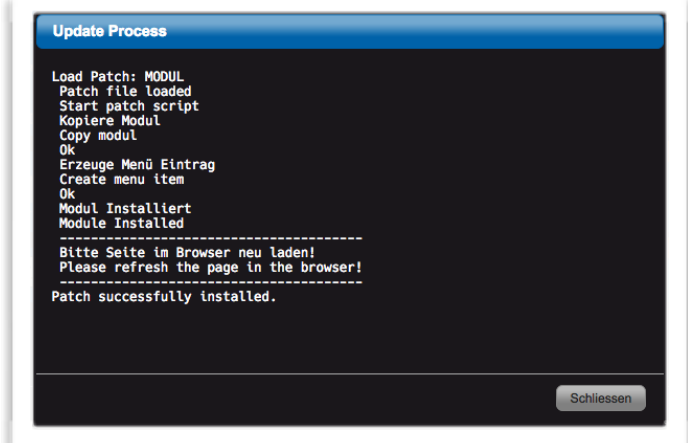 Update Process
Load Patch: MODUL
Patch file loaded
Start patch script
Kopiere Modul
Copy modul
Ok
Erzeuge Menü Eintrag
Create menu item
Ok
Modul Installiert
Module Installed
---------------------------------------
Bitte Seite im Browser neu laden!
Please refresh the page in the browser!
---------------------------------------
Patch successfully installed.
Schliessen